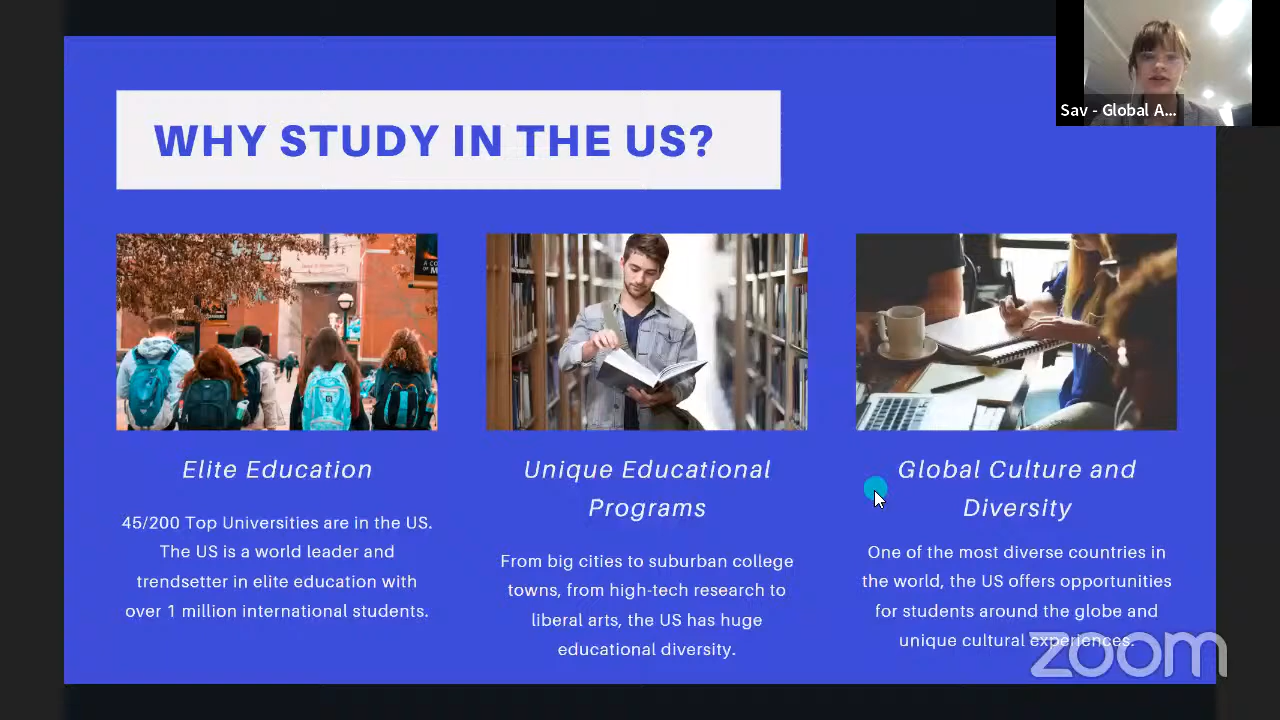 Sav - Global A...
WHY STUDY IN THE US?
Elite Education
45/200 Top Universities are in the US.
The US is a world leader and
trendsetter in elite education with
over 1 million international students.
Unique Educational
Programs
From big cities to suburban college
towns, from high-tech research to
liberal arts, the US has huge
educational diversity.
Global Culture and
Diversity
One of the most diverse countries in
the world, the US offers opportunities
for students around the globe and
unique cultural experiences.
zoom